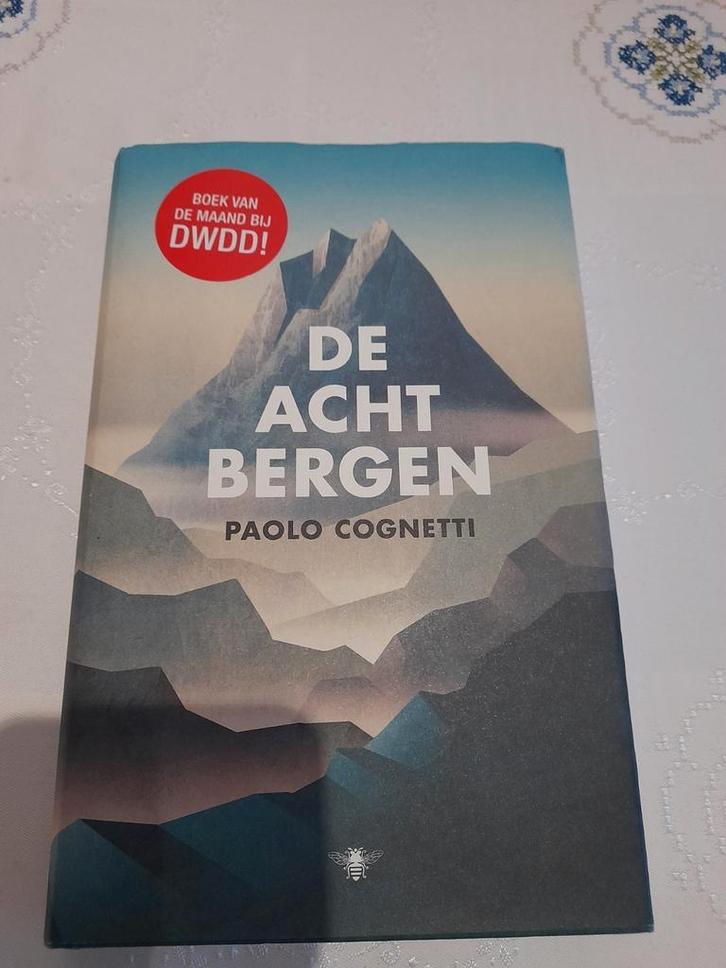 BOEK VAN
DE MAAND BIJ
DWDD!
DE
ACHT
BERGEN
PAOLO COGNETTI